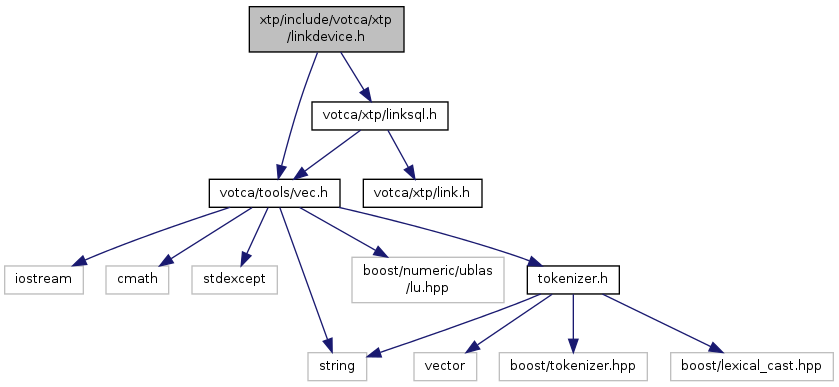 xtp/include/votca/xtp
/linkdevice.h
votca/xtp/linksql.h
votca/tools/vec.h
votca/xtp/link.h
iostream
cmath
stdexcept
boost/numeric/ublas
/lu.hpp
tokenizer.h
string
vector
boost/tokenizer.hpp
boost/lexical_cast.hpp